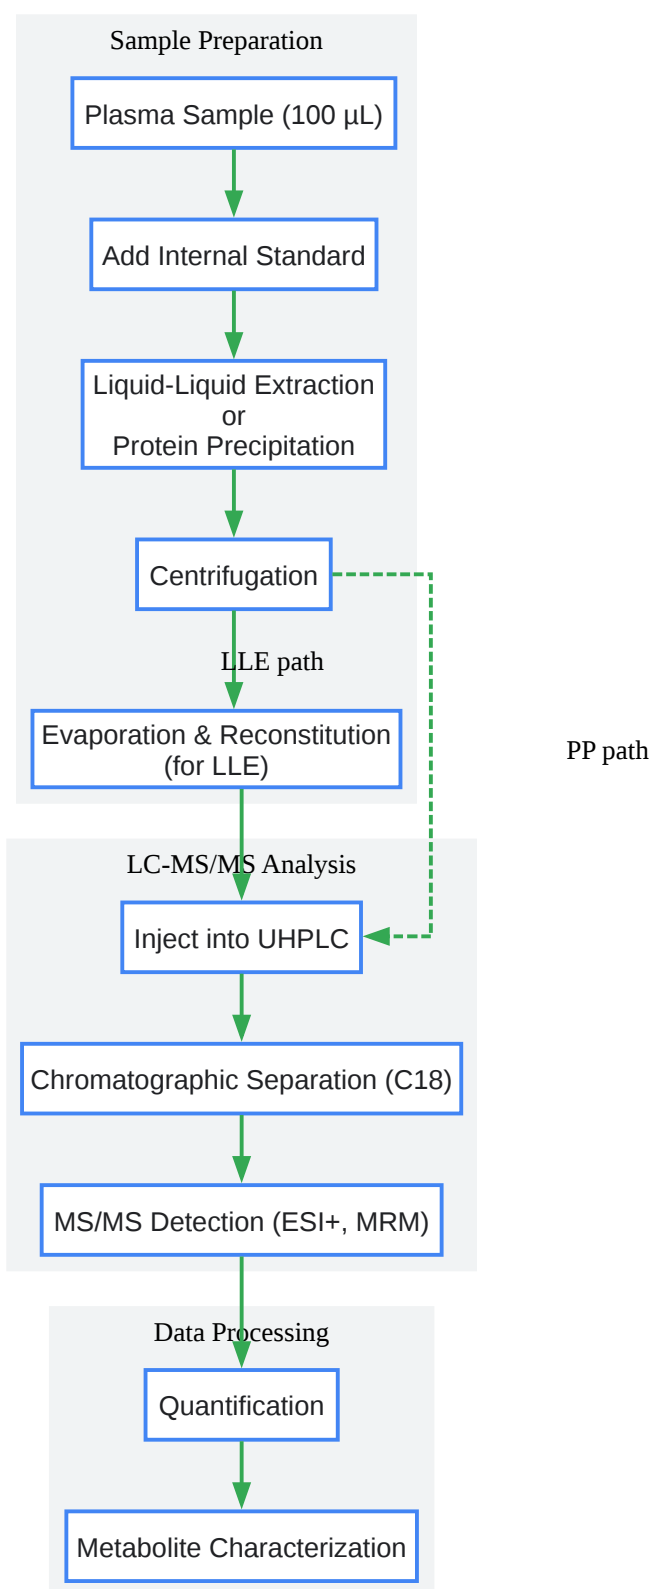 Sample Preparation
Plasma Sample (100 µL)
Add Internal Standard
Liquid-Liquid Extraction
or
Protein Precipitation
Centrifugation
LLE path
Evaporation & Reconstitution
(for LLE)
PP path
LC-MS/MS Analysis
Inject into UHPLC
Chromatographic Separation (C18)
MS/MS Detection (ESI+, MRM)
Data Processing
Quantification
Metabolite Characterization